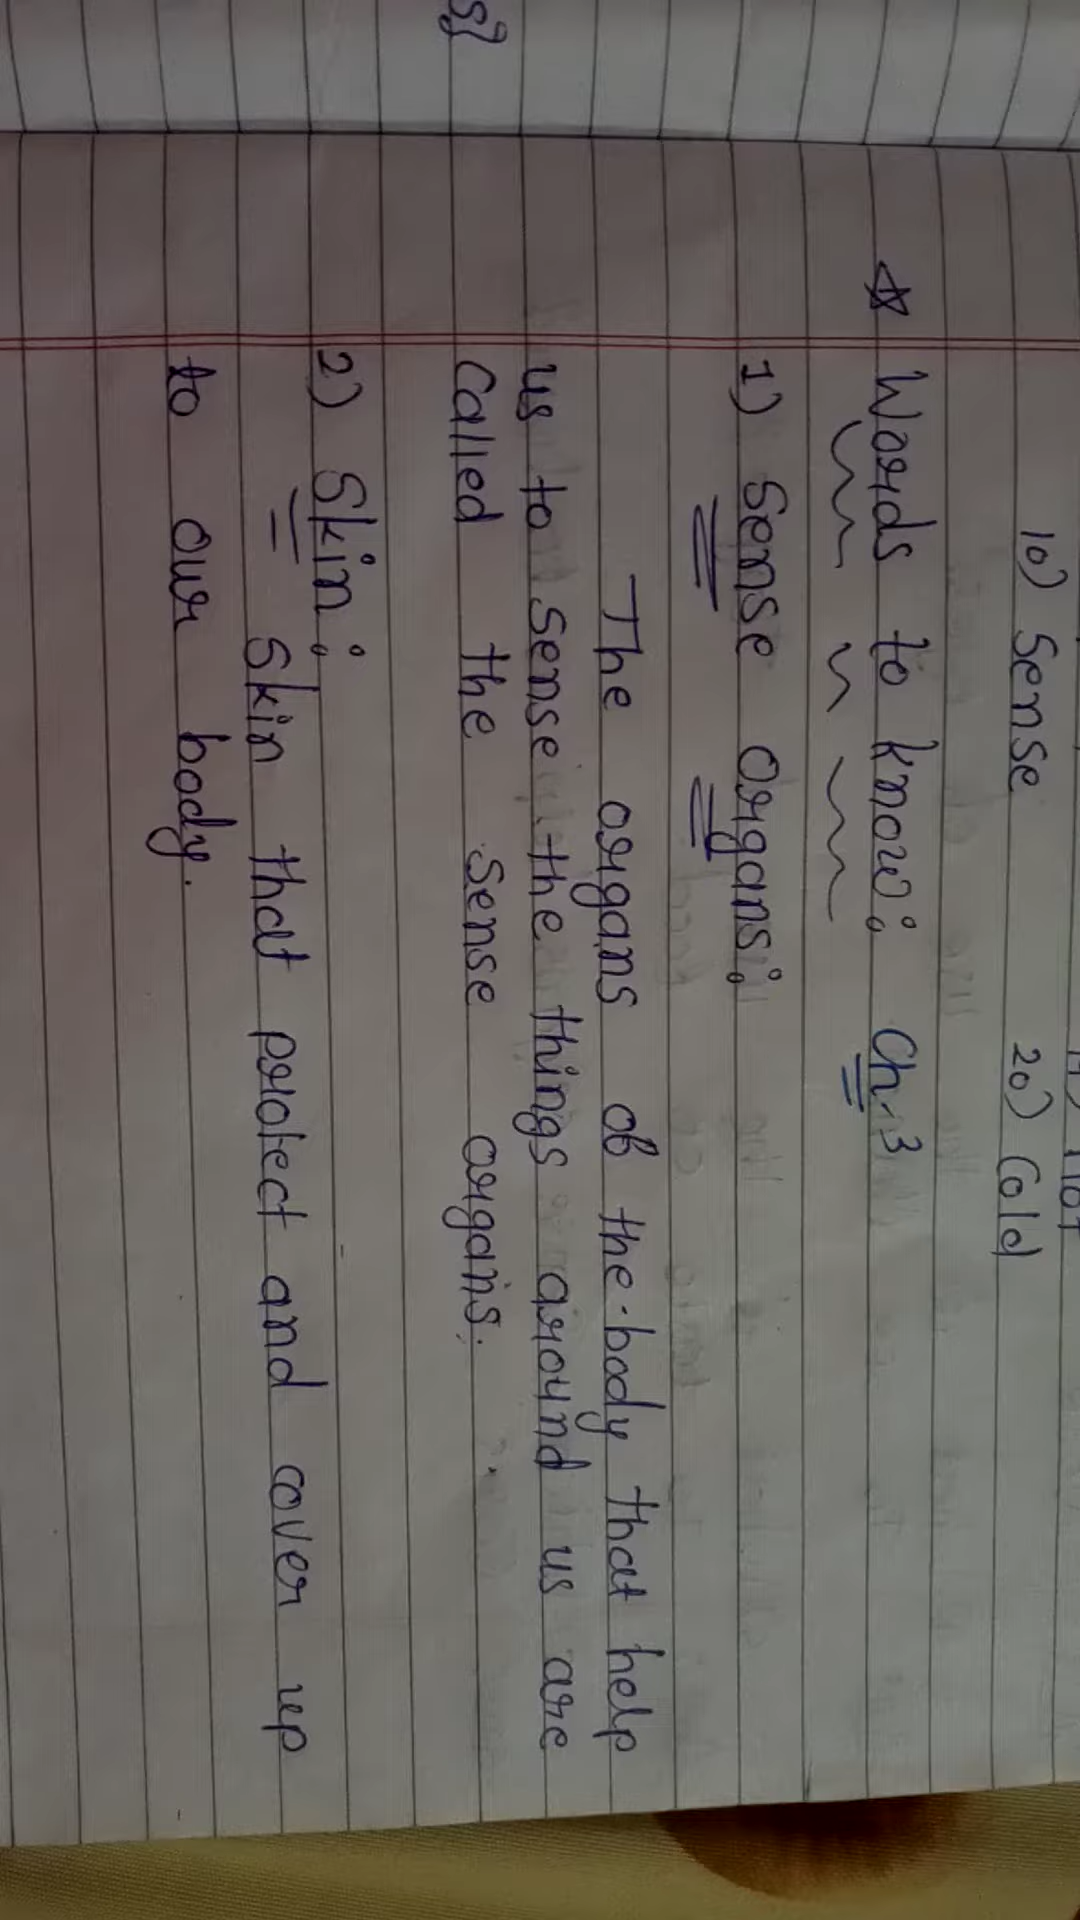 10) Sense 20) Cold
☆ Words to know: Ch-3
1) Sense organs:
The organs of the body that help
us to sense the things around us are
called the sense organs.
2) Skin:
Skin that protect and cover up
to our body.